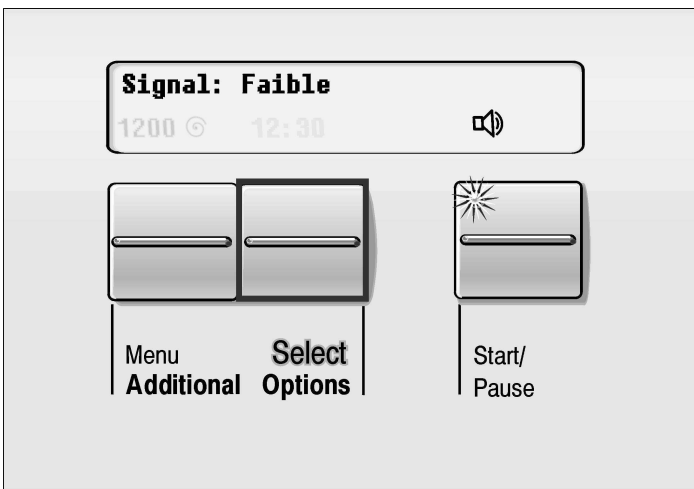 Signal: Faible
1200 12:30
Menu Select
Additional Options
Start/
Pause